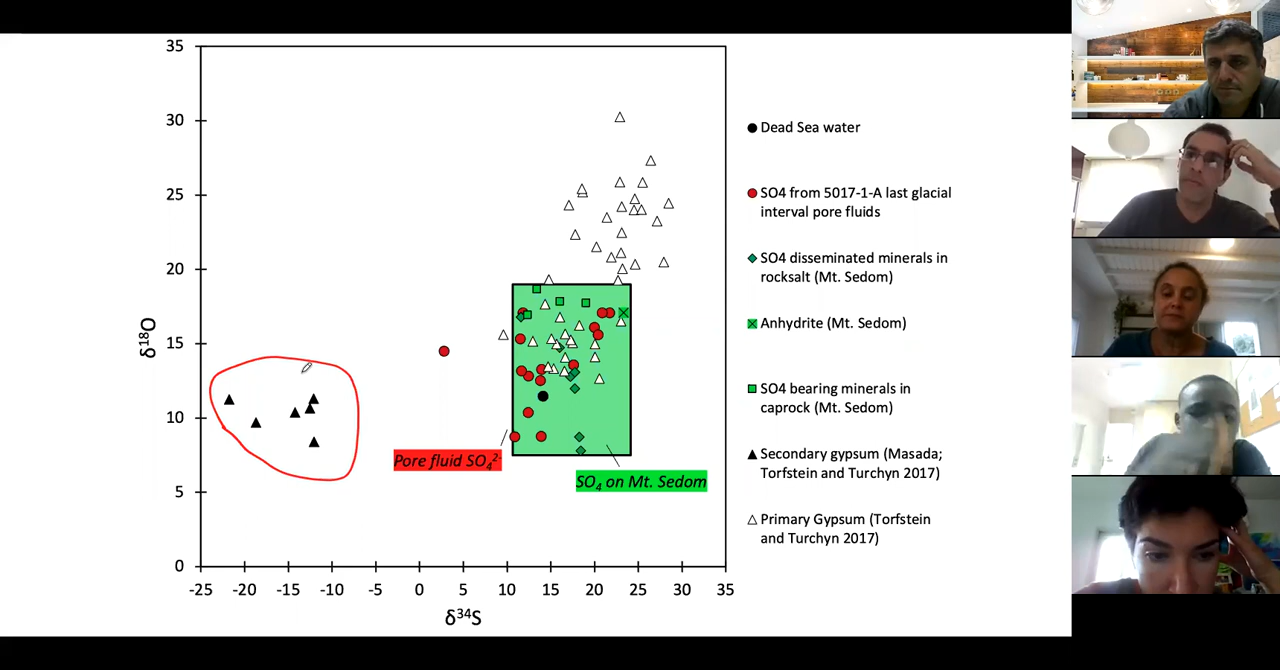 35
30
25
20
15
10
5
0
δ18O
-25 -20 -15 -10 -5 0 5 10 15 20 25 30 35
δ34S
Pore fluid SO42-
SO4 on Mt. Sedom
Dead Sea water
SO4 from 5017-1-A last glacial
interval pore fluids
SO4 disseminated minerals in
rocksalt (Mt. Sedom)
Anhydrite (Mt. Sedom)
SO4 bearing minerals in
caprock (Mt. Sedom)
Secondary gypsum (Masada;
Torfstein and Turchyn 2017)
Primary Gypsum (Torfstein
and Turchyn 2017)